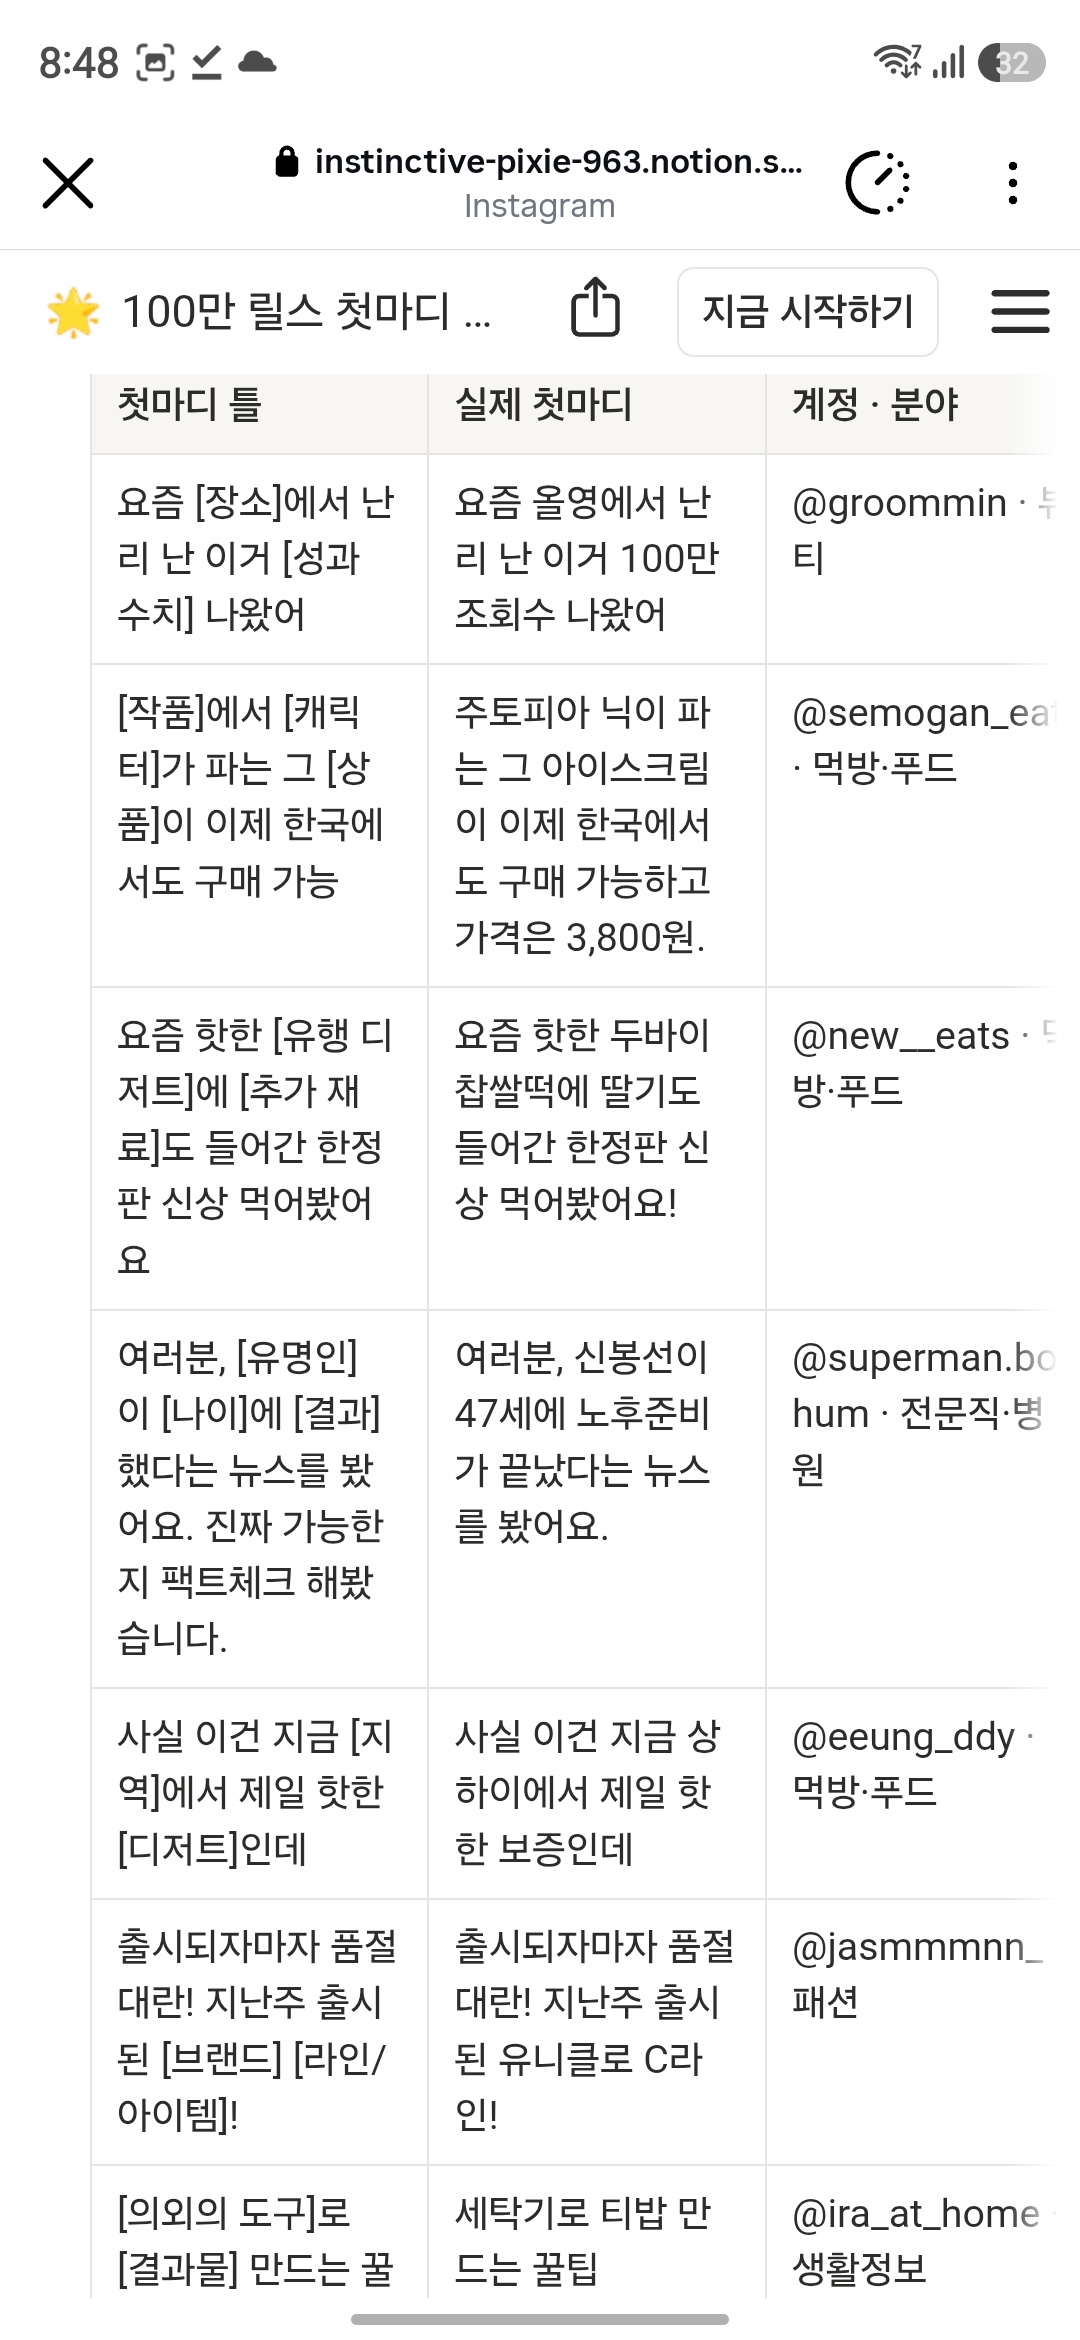 8:48
7
32
instinctive-pixie-963.notion.s...
Instagram
100만 릴스 첫마디 ...
지금 시작하기
첫마디 틀
실제 첫마디
계정 · 분야
요즘 [장소]에서 난
리 난 이거 [성과
수치] 나왔어
요즘 올영에서 난
리 난 이거 100만
조회수 나왔어
@groommin · 뷰
티
[작품]에서 [캐릭
터]가 파는 그 [상
품]이 이제 한국에
서도 구매 가능
주토피아 닉이 파
는 그 아이스크림
이 이제 한국에서
도 구매 가능하고
가격은 3,800원.
@semogan_eat
· 먹방·푸드
요즘 핫한 [유행 디
저트]에 [추가 재
료]도 들어간 한정
판 신상 먹어봤어
요
요즘 핫한 두바이
찹쌀떡에 딸기도
들어간 한정판 신
상 먹어봤어요!
@new__eats ·
방·푸드
여러분, [유명인]
이 [나이]에 [결과]
했다는 뉴스를 봤
어요. 진짜 가능한
지 팩트체크 해봤
습니다.
여러분, 신봉선이
47세에 노후준비
가 끝났다는 뉴스
를 봤어요.
@superman.bo
hum · 전문직·병
원
사실 이건 지금 [지
역]에서 제일 핫한
[디저트]인데
사실 이건 지금 상
하이에서 제일 핫
한 보증인데
@eeung_ddy ·
먹방·푸드
출시되자마자 품절
대란! 지난주 출시
된 [브랜드] [라인/
아이템]!
출시되자마자 품절
대란! 지난주 출시
된 유니클로 C라
인!
@jasmmmnn_
패션
[의외의 도구]로
[결과물] 만드는 꿀
세탁기로 티밥 만
드는 꿀팁
@ira_at_home ·
생활정보